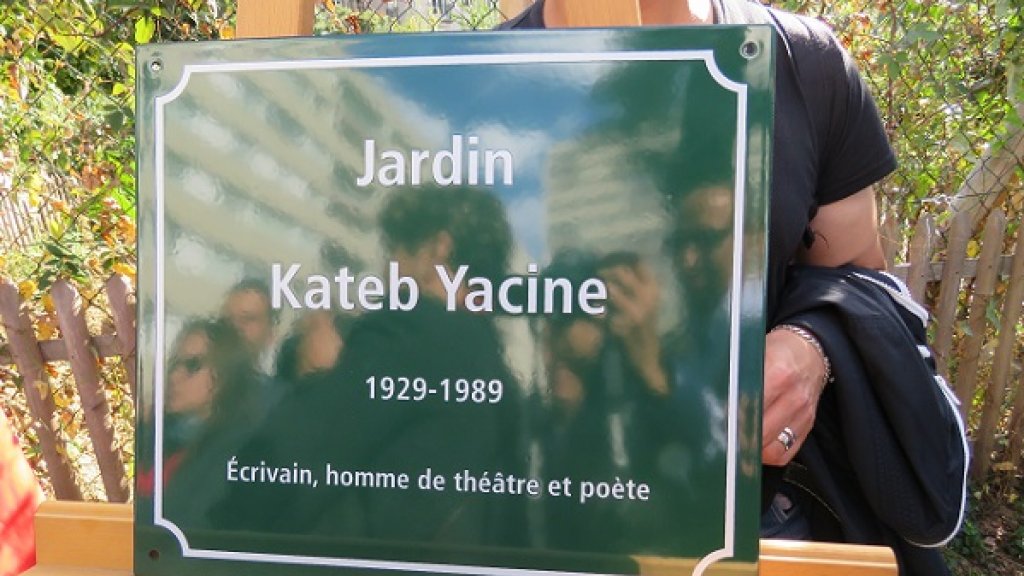 Jardin
Kateb Yacine
1929-1989
Écrivain, homme de théâtre et poète